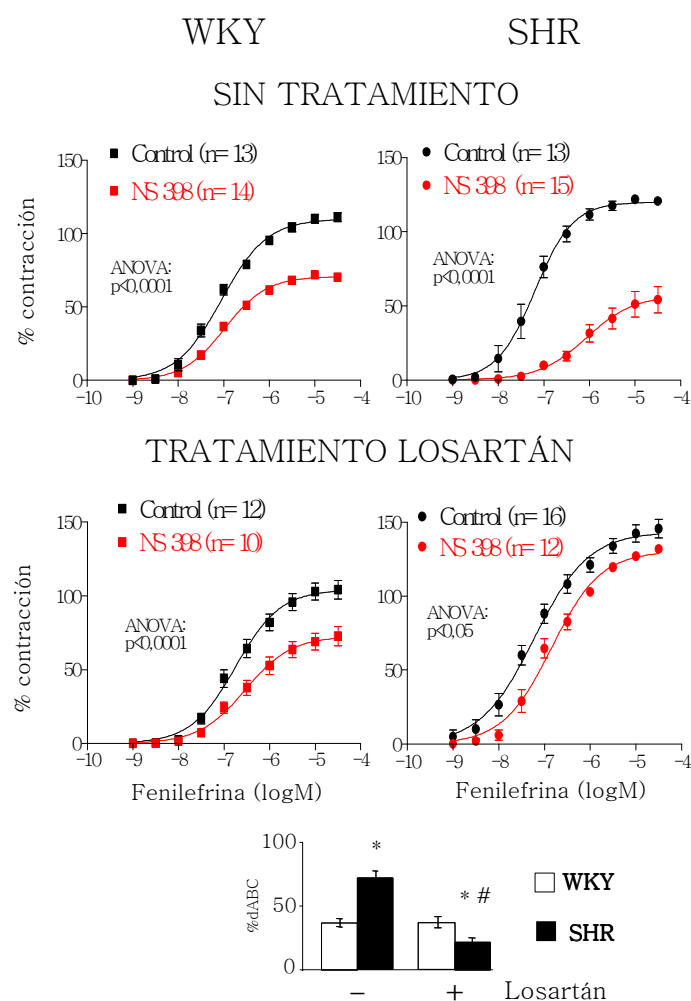 WKY SHR
SIN TRATAMIENTO
% contracción
150
100
50
0
Control (n=13)
NS 398 (n=14)
ANOVA:
p<0,0001
-10 -9 -8 -7 -6 -5 -4
150
100
50
0
Control (n=13)
NS 398 (n=15)
ANOVA:
p<0,0001
-10 -9 -8 -7 -6 -5 -4
TRATAMIENTO LOSARTÁN
% contracción
150
100
50
0
Control (n=12)
NS 398 (n=10)
ANOVA:
p<0,0001
-10 -9 -8 -7 -6 -5 -4
Fenilefrina (logM)
150
100
50
0
Control (n=16)
NS 398 (n=12)
ANOVA:
p<0,05
-10 -9 -8 -7 -6 -5 -4
Fenilefrina (logM)
%dABC
100
50
0
*
* #
WKY
SHR
− + Losartán